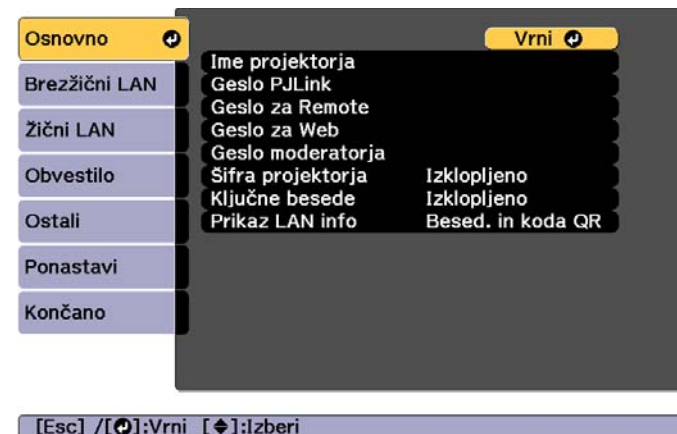 Osnovno
Vrni
Brezžični LAN
Žični LAN
Obvestilo
Ostali
Ponastavi
Končano
Ime projektorja
Geslo PJLink
Geslo za Remote
Geslo za Web
Geslo moderatorja
Šifra projektorja Izklopljeno
Ključne besede Izklopljeno
Prikaz LAN info Besed. in koda QR
[Esc] /[⏎]:Vrni [◆]:Izberi